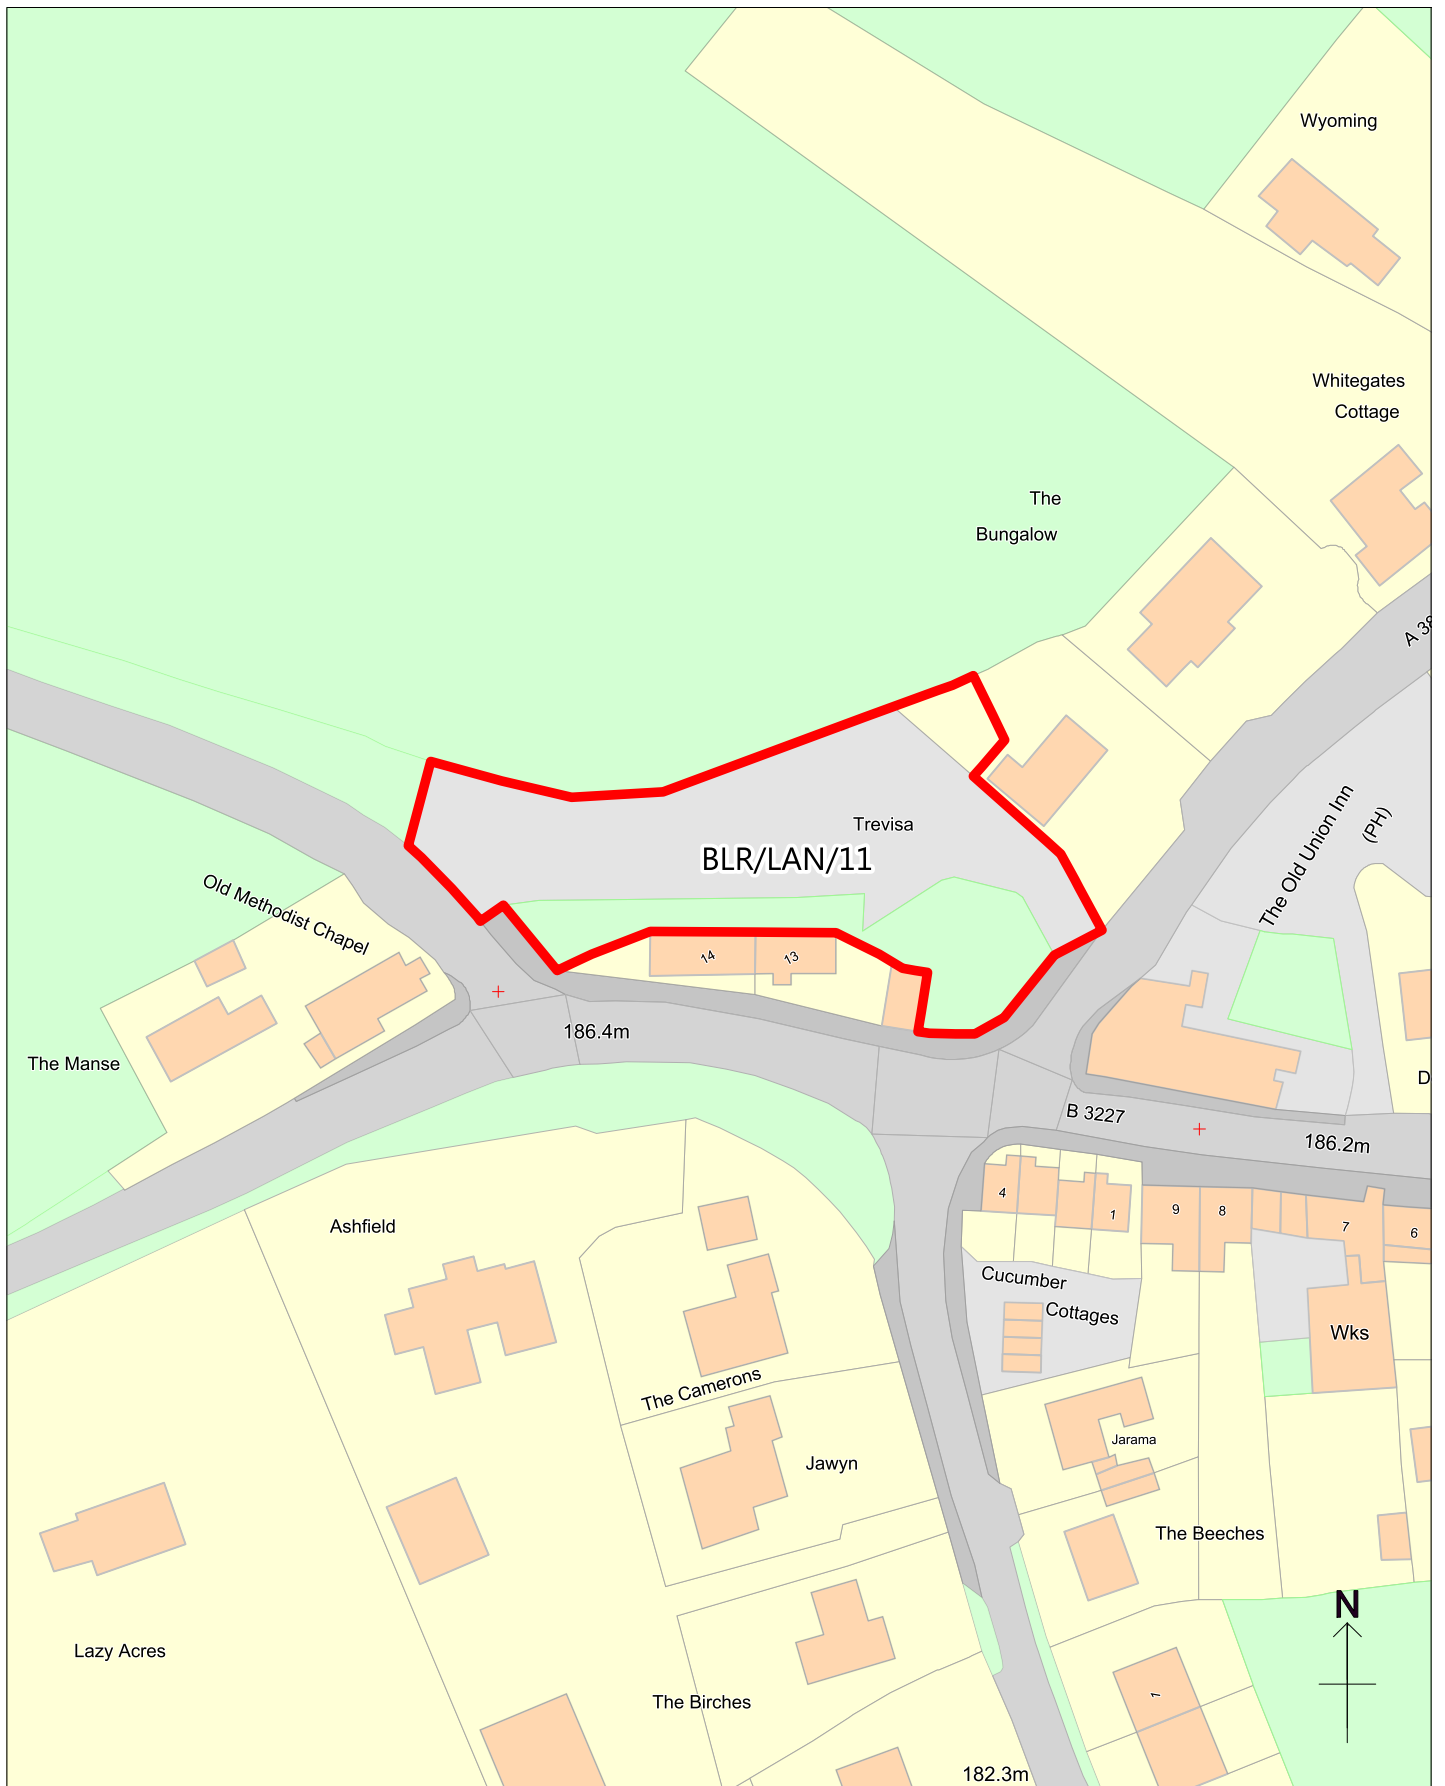 Wyoming
Whitegates
Cottage
The
Bungalow
A 38
Trevisa
BLR/LAN/11
The Old Union Inn
(PH)
Old Methodist Chapel
14
13
186.4m
The Manse
D
B 3227
186.2m
4
1
9
8
7
6
Ashfield
Cucumber
Cottages
Wks
The Camerons
Jarama
Jawyn
The Beeches
N
Lazy Acres
The Birches
1
182.3m